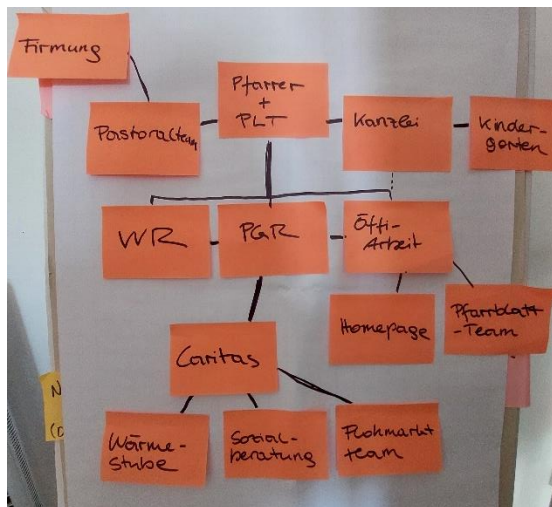 Firmung
Pfarrer
+
PLT
Pastoralteam
Kanzlei
Kinder-
garten
WR
PGR
Öffi-
Arbeit
Homepage
Pfarrblatt
-Team
Caritas
Wärme-
stube
Sozial-
beratung
Flohmarkt
team
N